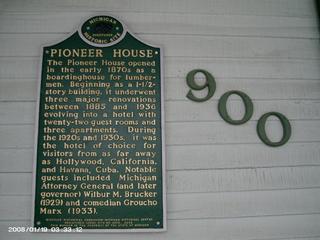 MICHIGAN
HISTORIC SITE
PIONEER HOUSE
The Pioneer House opened
in the early 1870s as a
boardinghouse for lumber-
men. Beginning as a 1-1/2-
story building, it underwent
three major renovations
between 1885 and 1936
evolving into a hotel with
twenty-two guest rooms and
three apartments. During
the 1920s and 1930s, it was
the hotel of choice for
visitors from as far away
as Hollywood, California,
and Havana, Cuba. Notable
guests included Michigan
Attorney General (and later
governor) Wilbur M. Brucker
(1929) and comedian Groucho
Marx (1933).
900
2008/01/19 03:33:12